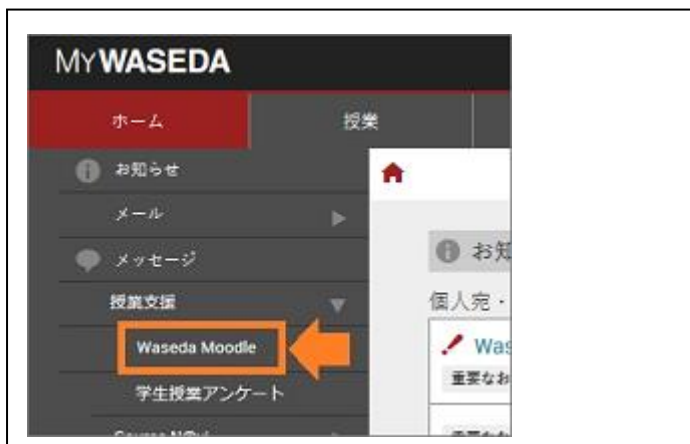 MYWASEDA
ホーム
授業
お知らせ
メール
メッセージ
授業支援
Waseda Moodle
学生授業アンケート
お知
個人宛・
Was
重要なお